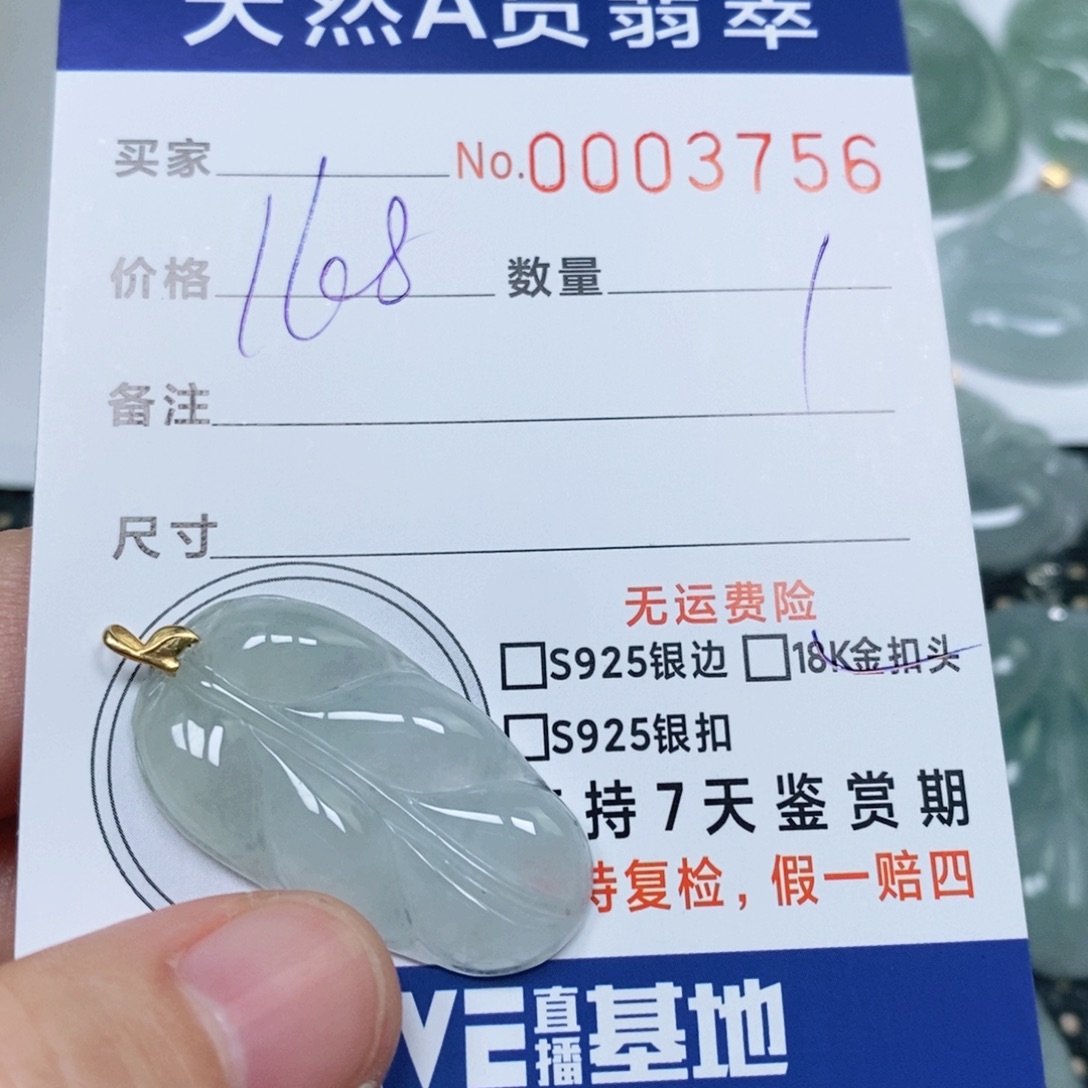 天然A货翡翠
买家 No.0003756
价格 168 数量 1
备注
尺寸
无运费险
S925银边 18K金扣头
S925银扣
持7天鉴赏期
持复检，假一赔四
VE直播基地